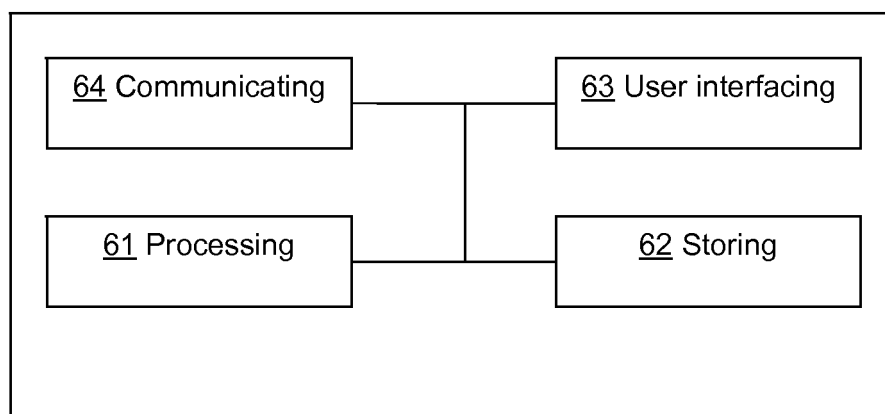 64 Communicating
63 User interfacing
61 Processing
62 Storing